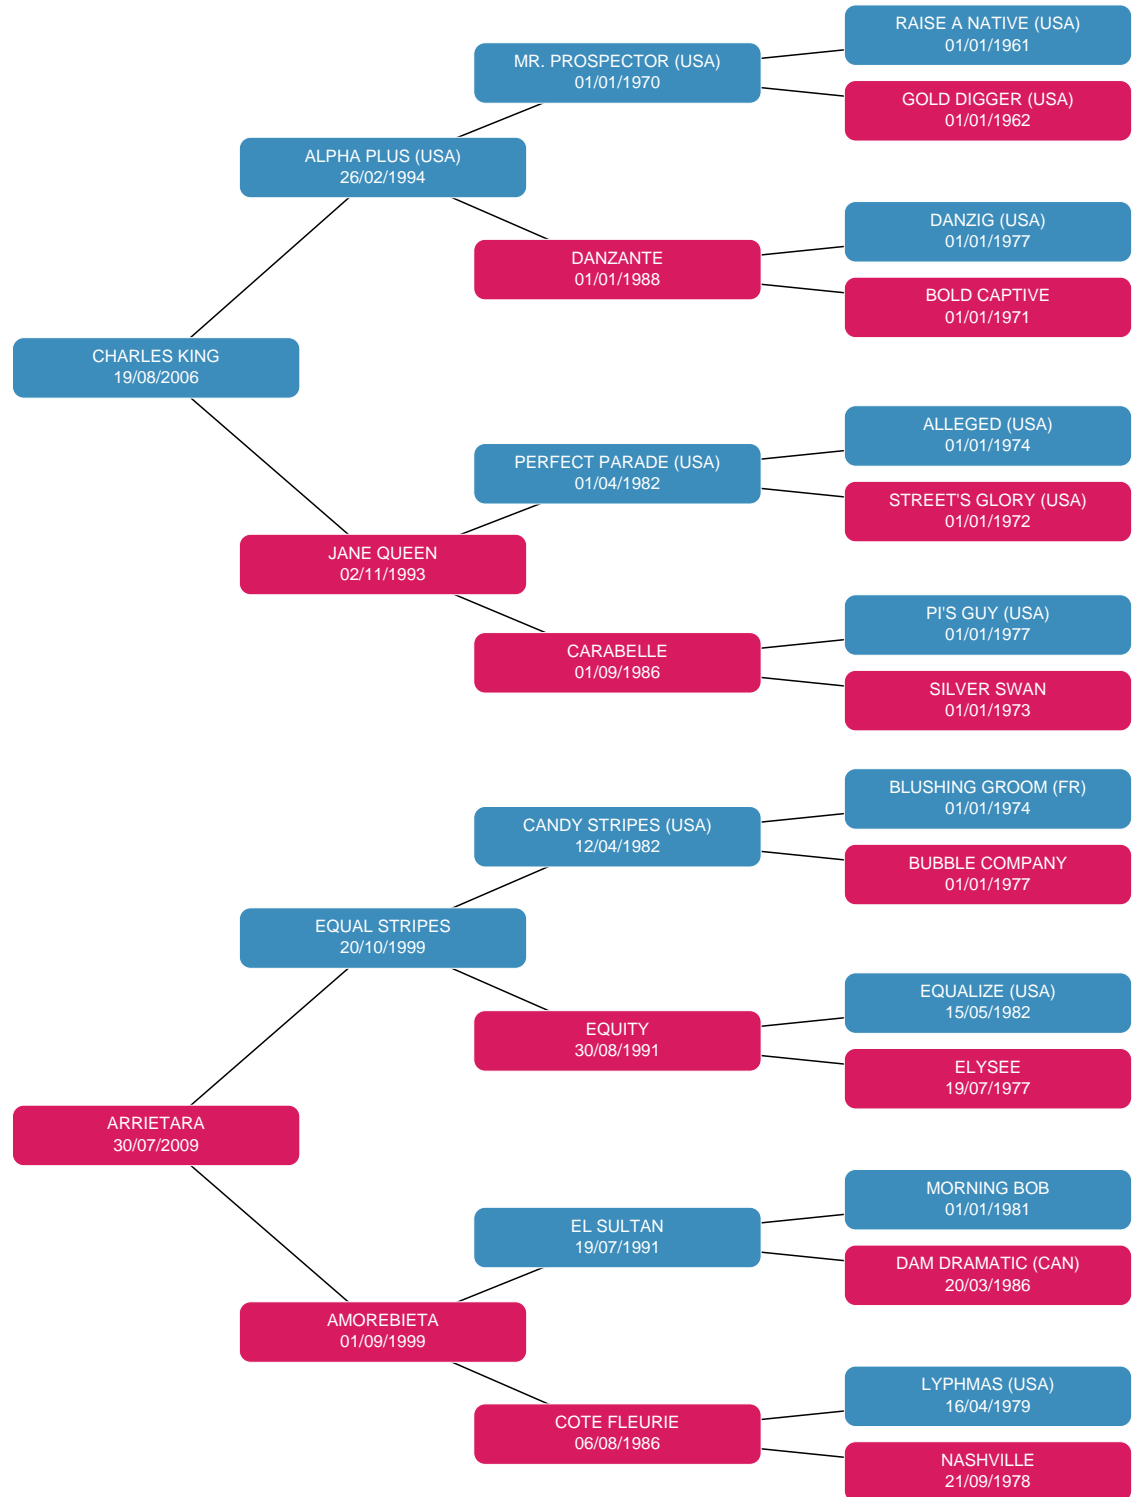 RAISE A NATIVE (USA)
01/01/1961
MR. PROSPECTOR (USA)
01/01/1970
GOLD DIGGER (USA)
01/01/1962
ALPHA PLUS (USA)
26/02/1994
DANZIG (USA)
01/01/1977
DANZANTE
01/01/1988
BOLD CAPTIVE
01/01/1971
CHARLES KING
19/08/2006
ALLEGED (USA)
01/01/1974
PERFECT PARADE (USA)
01/04/1982
STREET'S GLORY (USA)
01/01/1972
JANE QUEEN
02/11/1993
PI'S GUY (USA)
01/01/1977
CARABELLE
01/09/1986
SILVER SWAN
01/01/1973
BLUSHING GROOM (FR)
01/01/1974
CANDY STRIPES (USA)
12/04/1982
BUBBLE COMPANY
01/01/1977
EQUAL STRIPES
20/10/1999
EQUALIZE (USA)
15/05/1982
EQUITY
30/08/1991
ELYSEE
19/07/1977
ARRIETARA
30/07/2009
MORNING BOB
01/01/1981
EL SULTAN
19/07/1991
DAM DRAMATIC (CAN)
20/03/1986
AMOREBIETA
01/09/1999
LYPHMAS (USA)
16/04/1979
COTE FLEURIE
06/08/1986
NASHVILLE
21/09/1978